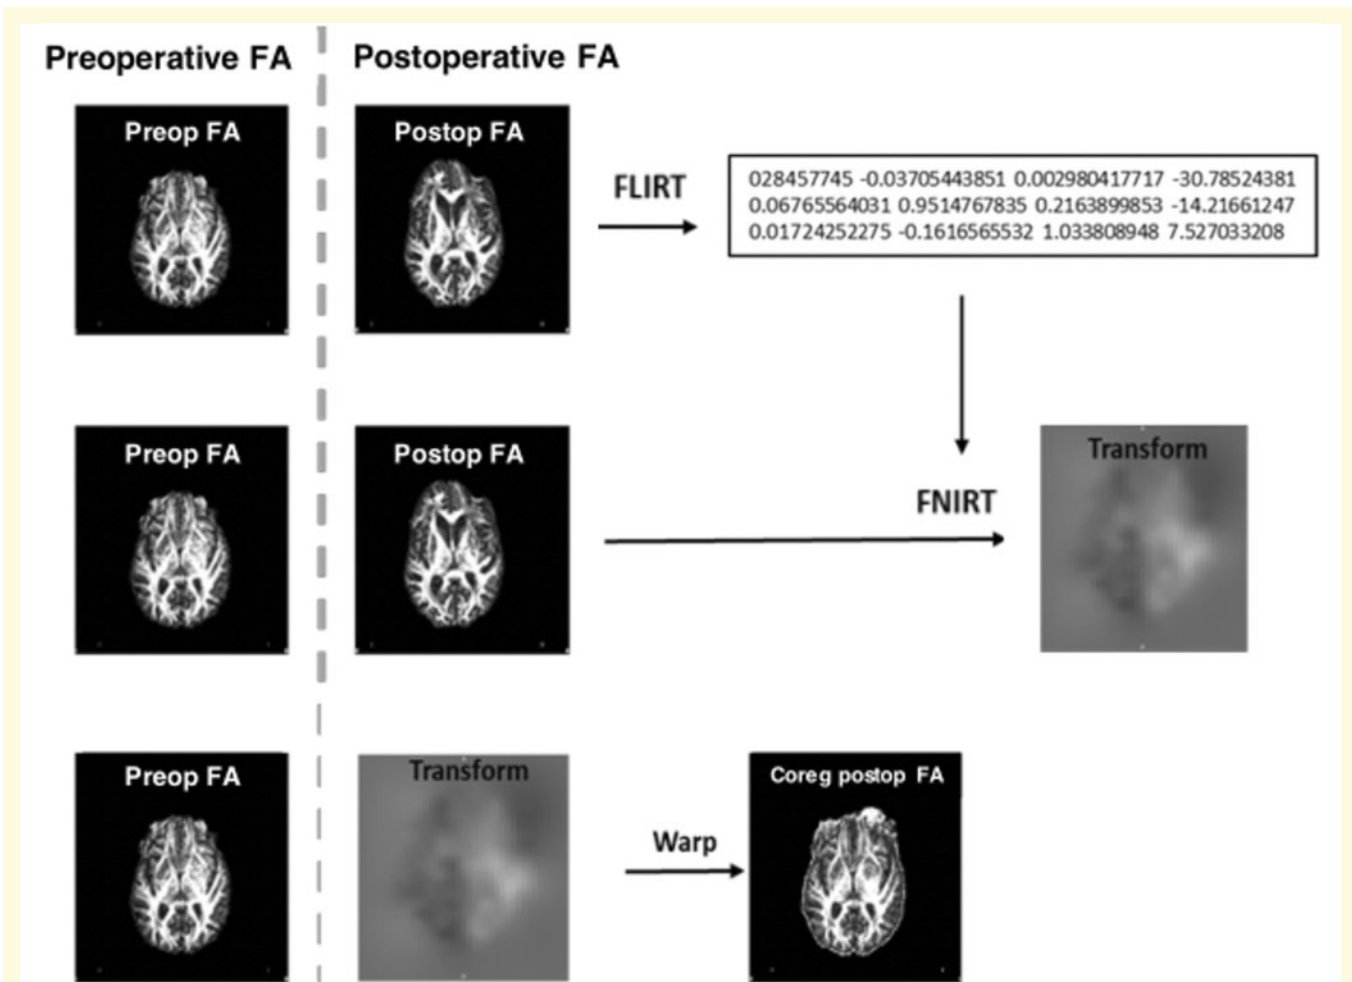 Preoperative FA
Postoperative FA
Preop FA
Postop FA
FLIRT
028457745 -0.03705443851 0.002980417717 -30.78524381
0.06765564031 0.9514767835 0.2163899853 -14.21661247
0.01724252275 -0.1616565532 1.033808948 7.527033208
Preop FA
Postop FA
FNIRT
Transform
Preop FA
Transform
Warp
Coreg postop FA